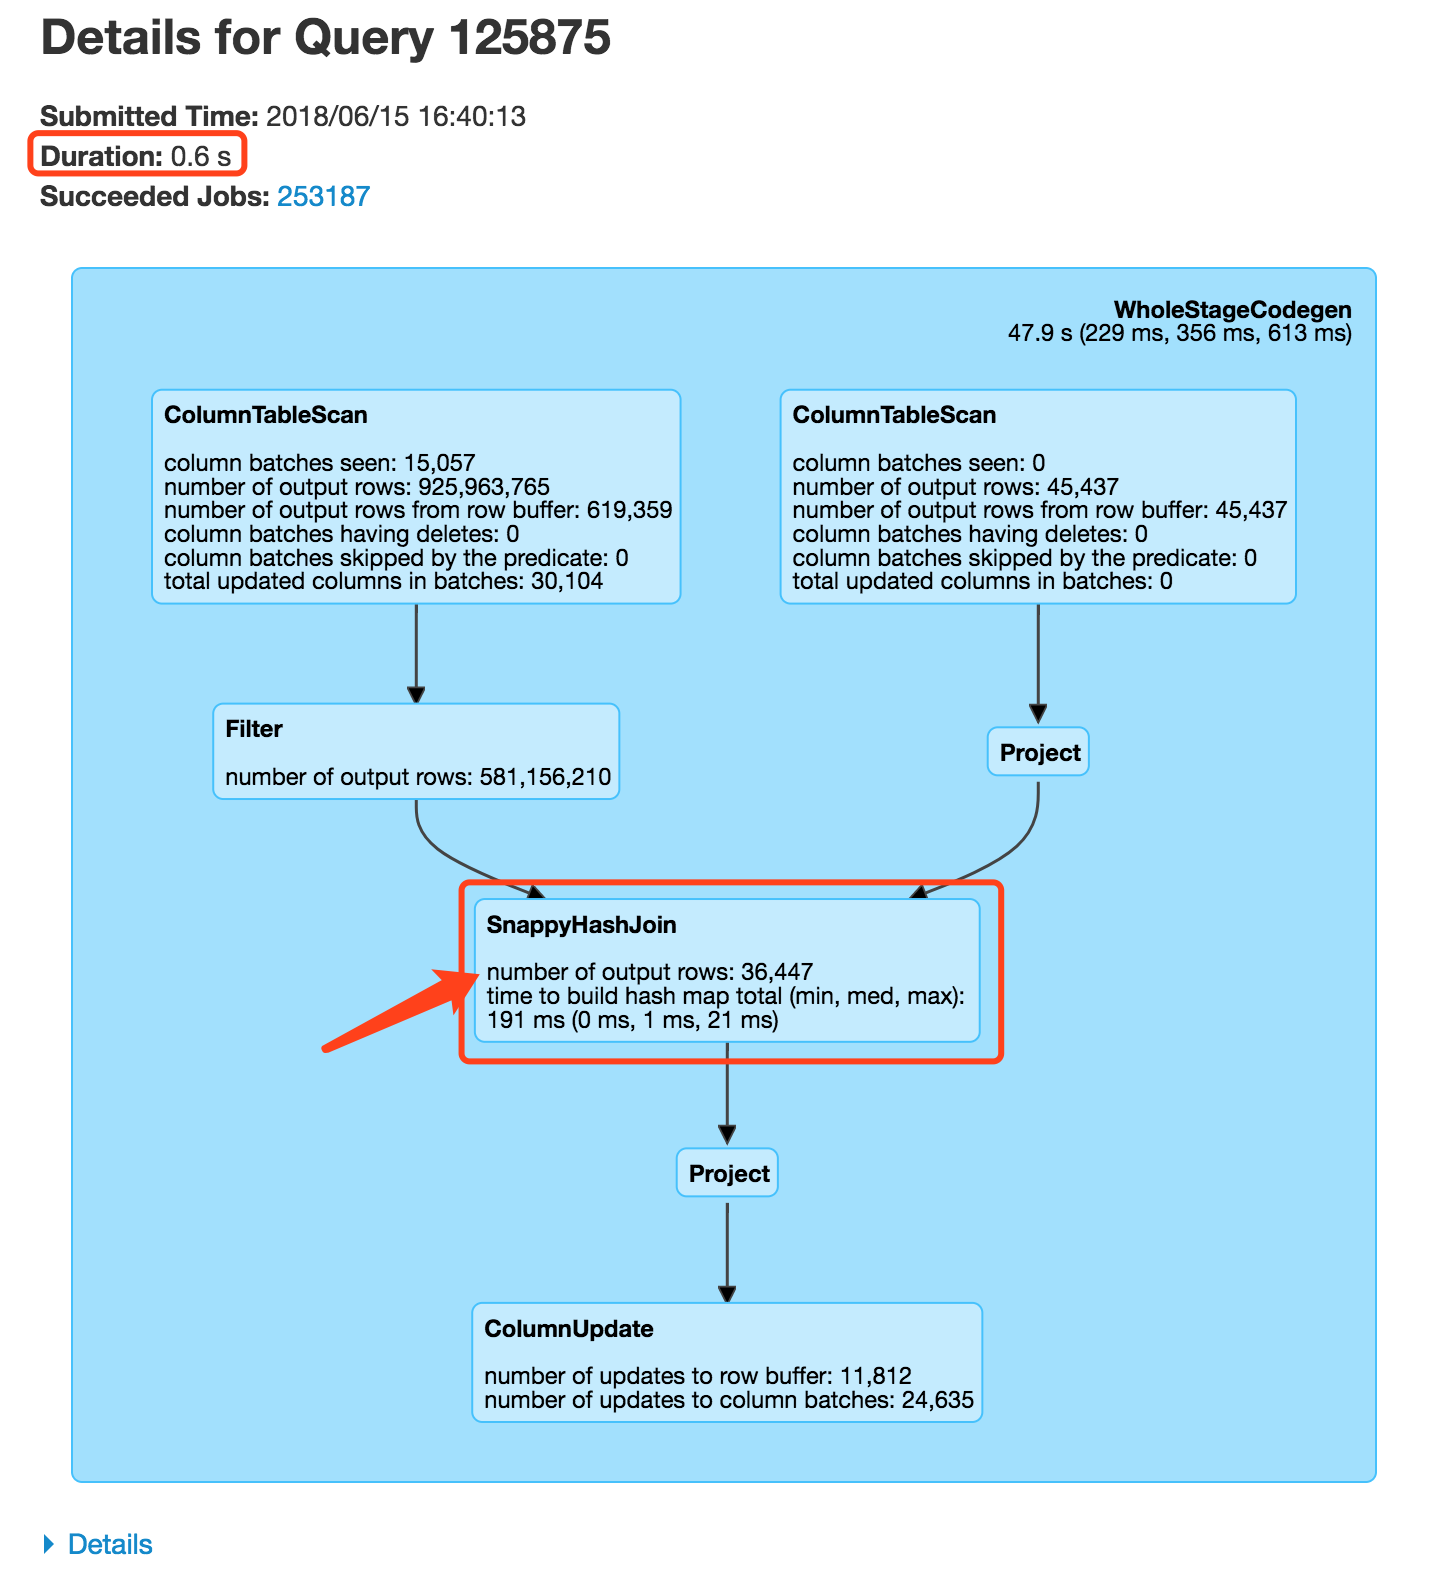 Details for Query 125875
Submitted Time: 2018/06/15 16:40:13
Duration: 0.6 s
Succeeded Jobs: 253187
WholeStageCodegen
47.9 s (229 ms, 356 ms, 613 ms)
ColumnTableScan
column batches seen: 15,057
number of output rows: 925,963,765
number of output rows from row buffer: 619,359
column batches having deletes: 0
column batches skipped by the predicate: 0
total updated columns in batches: 30,104
ColumnTableScan
column batches seen: 0
number of output rows: 45,437
number of output rows from row buffer: 45,437
column batches having deletes: 0
column batches skipped by the predicate: 0
total updated columns in batches: 0
Filter
number of output rows: 581,156,210
Project
SnappyHashJoin
number of output rows: 36,447
time to build hash map total (min, med, max):
191 ms (0 ms, 1 ms, 21 ms)
Project
ColumnUpdate
number of updates to row buffer: 11,812
number of updates to column batches: 24,635
Details